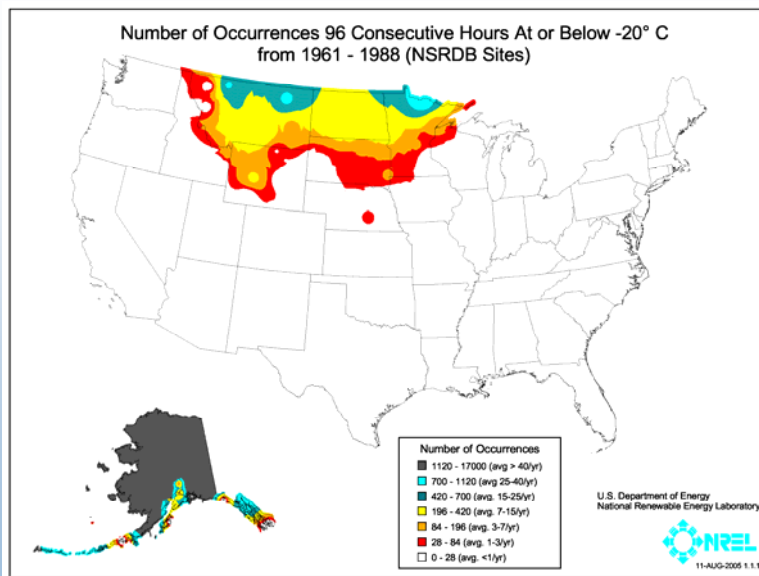 Number of Occurrences 96 Consecutive Hours At or Below -20° C
from 1961 - 1988 (NSRDB Sites)
Number of Occurrences
1120 - 17000 (avg > 40/yr)
700 - 1120 (avg 25-40/yr)
420 - 700 (avg. 15-25/yr)
196 - 420 (avg. 7-15/yr)
84 - 196 (avg. 3-7/yr)
28 - 84 (avg. 1-3/yr)
0 - 28 (avg. <1/yr)
U.S. Department of Energy
National Renewable Energy Laboratory
NREL
11-AUG-2005 1.1.1